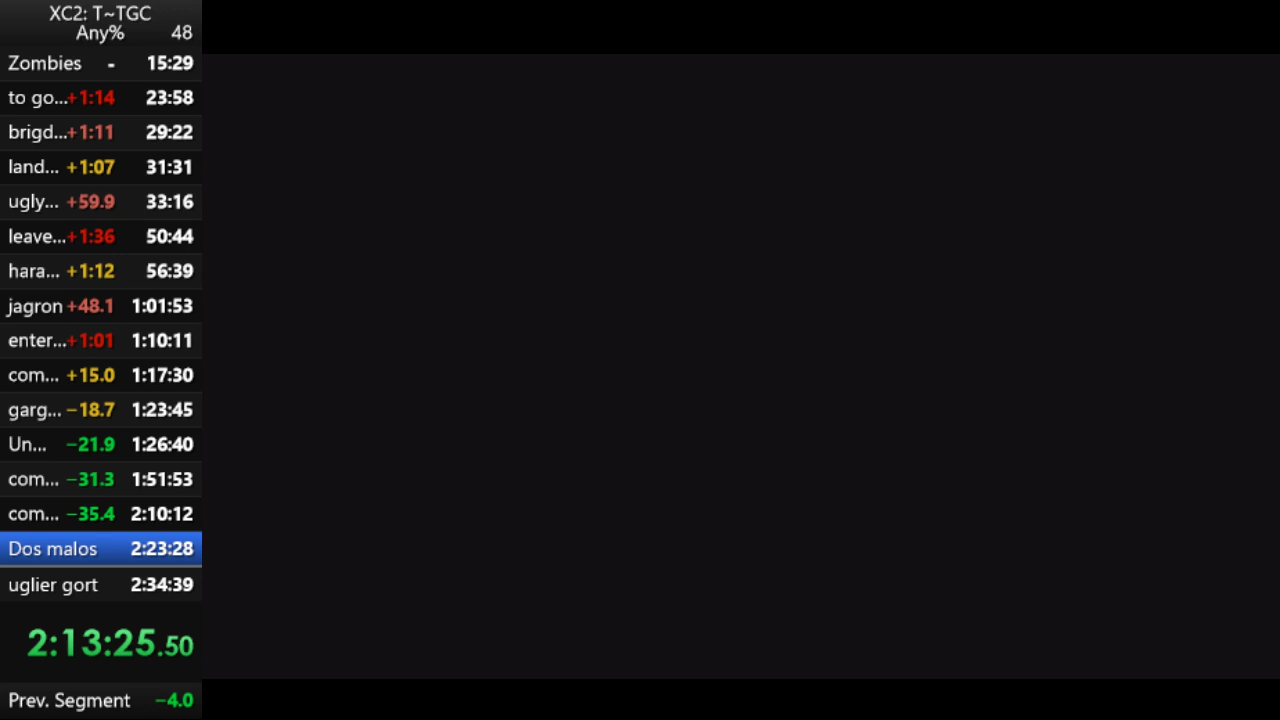 XC2: T~TGC
Any% 48
Zombies - 15:29
to go... +1:14 23:58
brigd... +1:11 29:22
land... +1:07 31:31
ugly... +59.9 33:16
leave... +1:36 50:44
hara... +1:12 56:39
jagron +48.1 1:01:53
enter... +1:01 1:10:11
com... +15.0 1:17:30
garg... −18.7 1:23:45
Un... −21.9 1:26:40
com... −31.3 1:51:53
com... −35.4 2:10:12
Dos malos 2:23:28
uglier gort 2:34:39
2:13:25.50
Prev. Segment −4.0